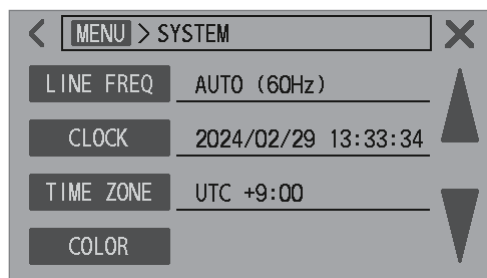 MENU > SYSTEM
LINE FREQ AUTO (60Hz)
CLOCK 2024/02/29 13:33:34
TIME ZONE UTC +9:00
COLOR